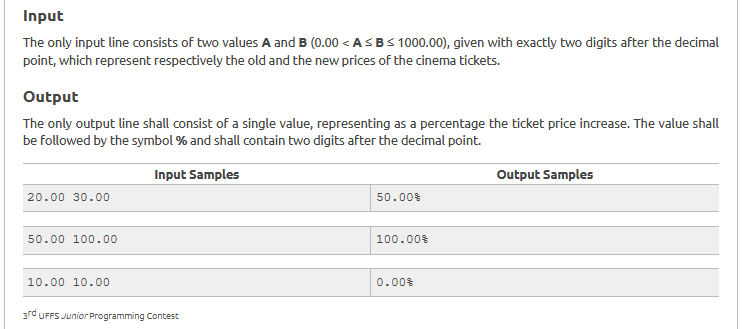 Input
The only input line consists of two values A and B (0.00 < A ≤ B ≤ 1000.00), given with exactly two digits after the decimal
point, which represent respectively the old and the new prices of the cinema tickets.
Output
The only output line shall consist of a single value, representing as a percentage the ticket price increase. The value shall
be followed by the symbol % and shall contain two digits after the decimal point.
Input Samples Output Samples
20.00 30.00 50.00%
50.00 100.00 100.00%
10.00 10.00 0.00%
3rd UFFS Junior Programming Contest